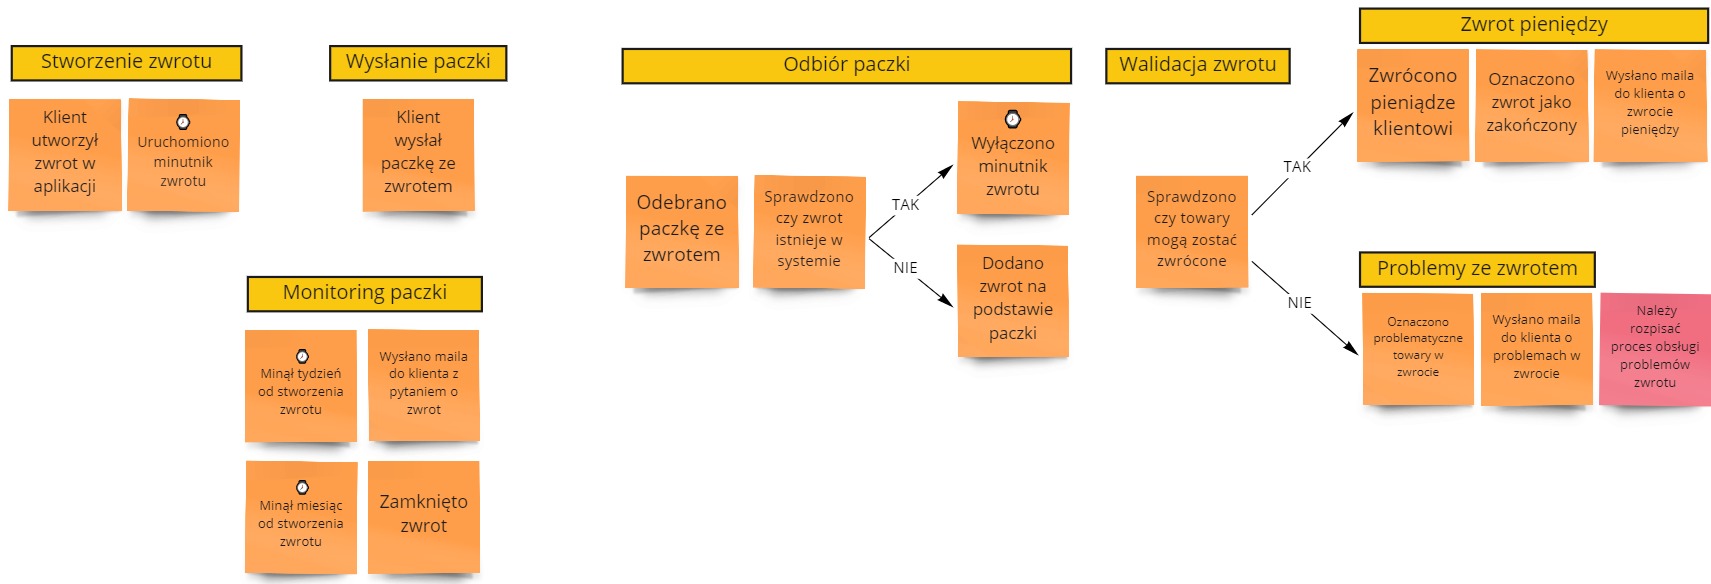 Stworzenie zwrotu
Klient
utworzył
zwrot w
aplikacji
Uruchomiono
minutnik
zwrotu
Wysłanie paczki
Klient
wysłał
paczkę ze
zwrotem
Monitoring paczki
Minął tydzień
od stworzenia
zwrotu
Wysłano maila
do klienta z
pytaniem o
zwrot
Minął miesiąc
od stworzenia
zwrotu
Zamknięto
zwrot
Odbiór paczki
Odebrano
paczkę ze
zwrotem
Sprawdzono
czy zwrot
istnieje w
systemie
TAK
Wyłączono
minutnik
zwrotu
NIE
Dodano
zwrot na
podstawie
paczki
Walidacja zwrotu
Sprawdzono
czy towary
mogą zostać
zwrócone
TAK
Zwrot pieniędzy
Zwrócono
pieniądze
klientowi
Oznaczono
zwrot jako
zakończony
Wysłano maila
do klienta o
zwrocie
pieniędzy
NIE
Problemy ze zwrotem
Oznaczono
problematyczne
towary w
zwrocie
Wysłano maila
do klienta o
problemach w
zwrocie
Należy
rozpisać
proces obsługi
problemów
zwrotu